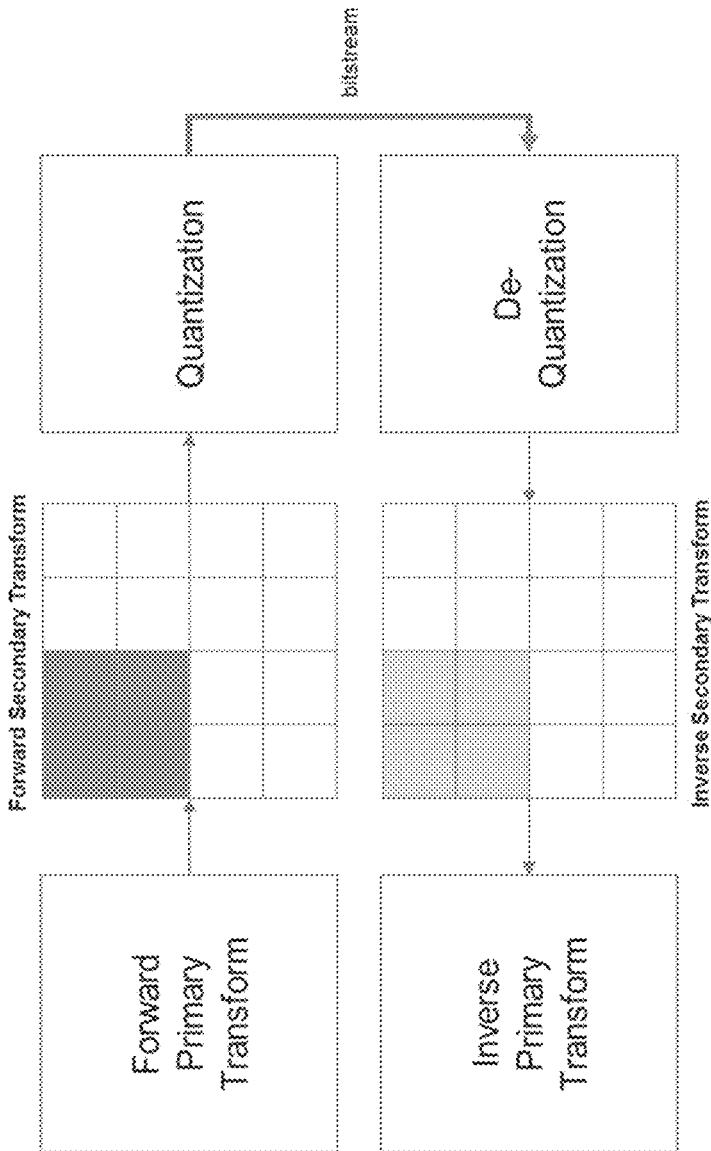 Forward
Primary
Transform
Forward Secondary Transform
Quantization
bitstream
De-
Quantization
Inverse Secondary Transform
Inverse
Primary
Transform